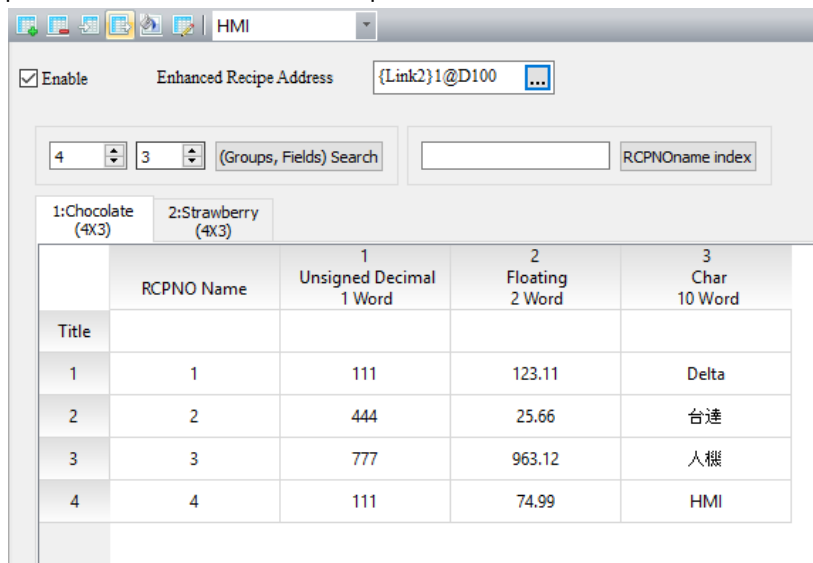 HMI
Enable Enhanced Recipe Address {Link2}1@D100 ...
4 3 (Groups, Fields) Search RCPNOname index
1:Chocolate (4X3) 2:Strawberry (4X3)
RCPNO Name 1 Unsigned Decimal 1 Word 2 Floating 2 Word 3 Char 10 Word
Title
1 1 111 123.11 Delta
2 2 444 25.66 台達
3 3 777 963.12 人機
4 4 111 74.99 HMI